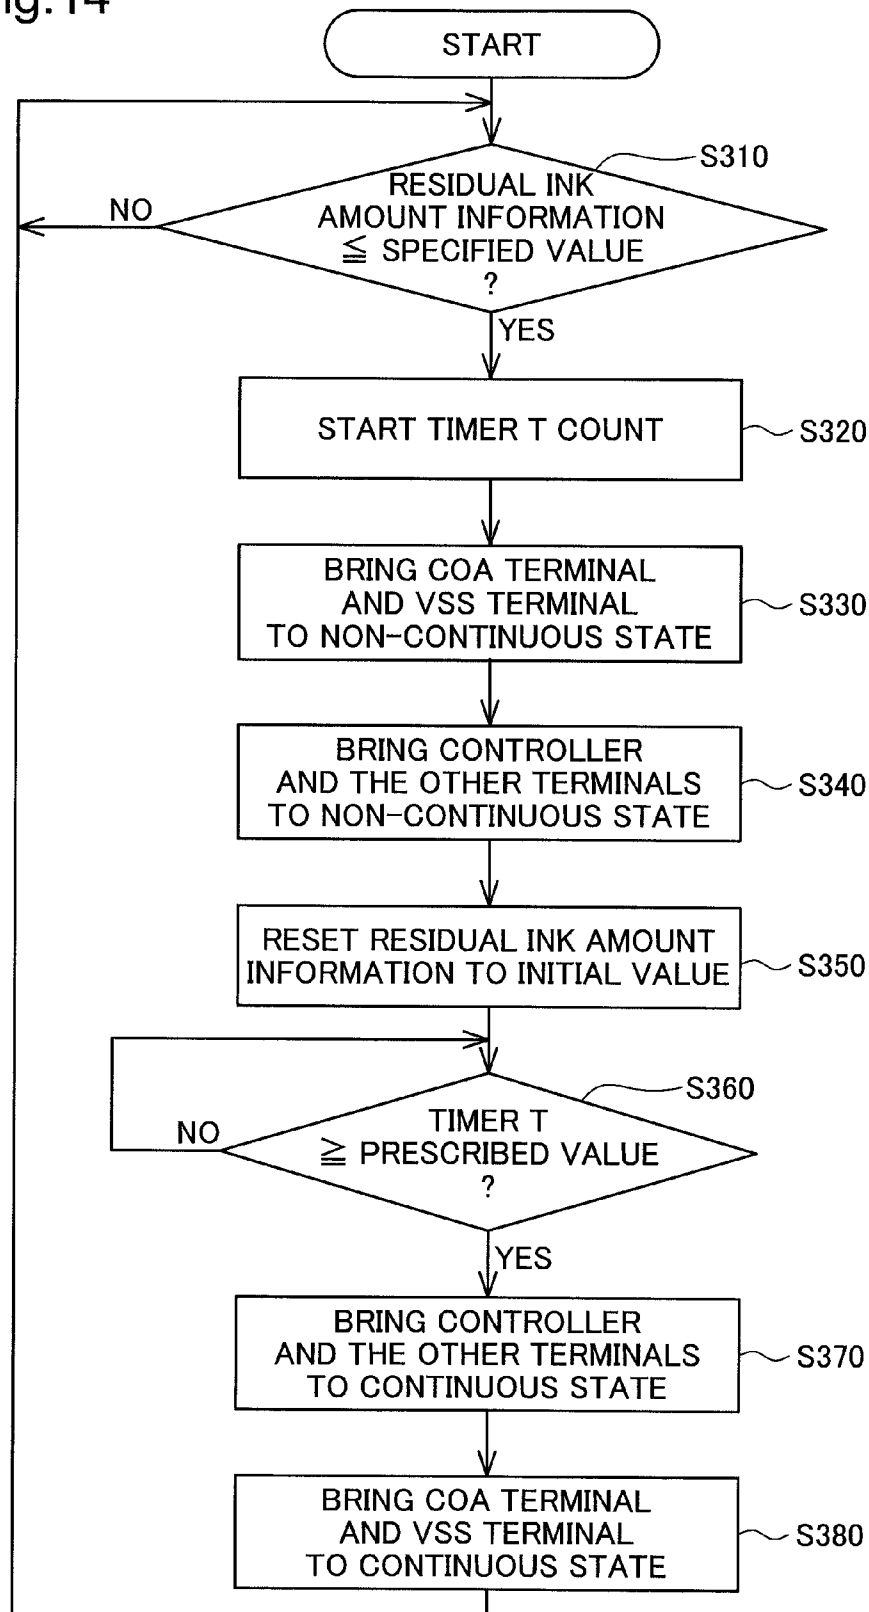 ig.14
START
S310
RESIDUAL INK
AMOUNT INFORMATION
≦ SPECIFIED VALUE
?
NO
YES
START TIMER T COUNT
S320
BRING COA TERMINAL
AND VSS TERMINAL
TO NON-CONTINUOUS STATE
S330
BRING CONTROLLER
AND THE OTHER TERMINALS
TO NON-CONTINUOUS STATE
S340
RESET RESIDUAL INK AMOUNT
INFORMATION TO INITIAL VALUE
S350
S360
TIMER T
≧ PRESCRIBED VALUE
?
NO
YES
BRING CONTROLLER
AND THE OTHER TERMINALS
TO CONTINUOUS STATE
S370
BRING COA TERMINAL
AND VSS TERMINAL
TO CONTINUOUS STATE
S380